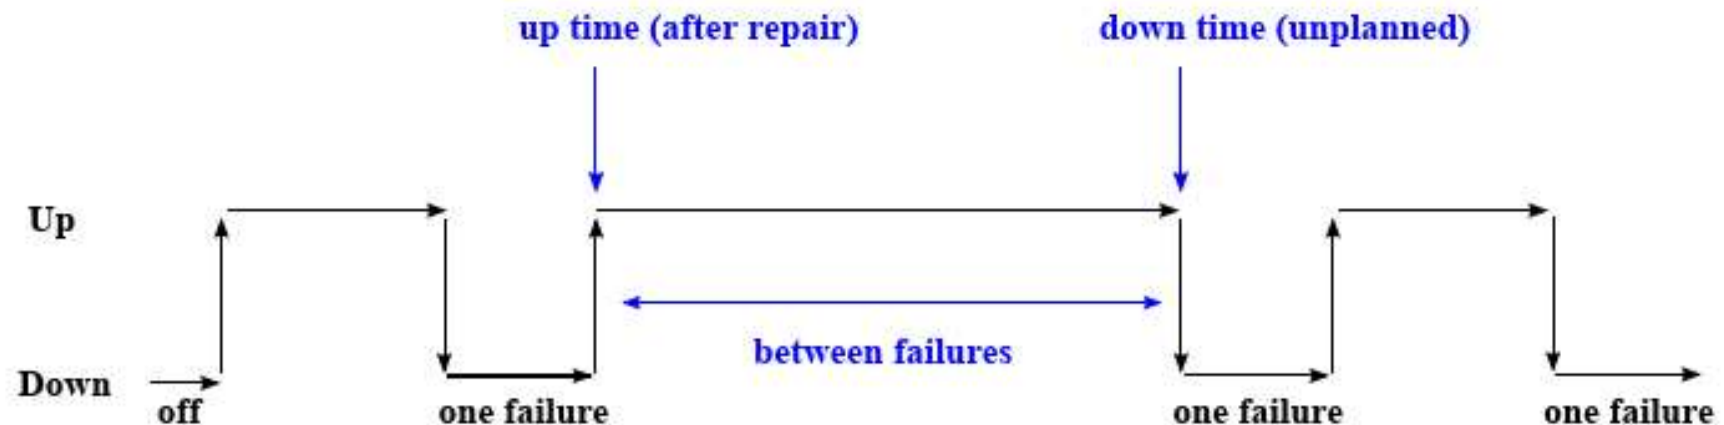 up time (after repair)
down time (unplanned)
Up
between failures
Down
off
one failure
one failure
one failure